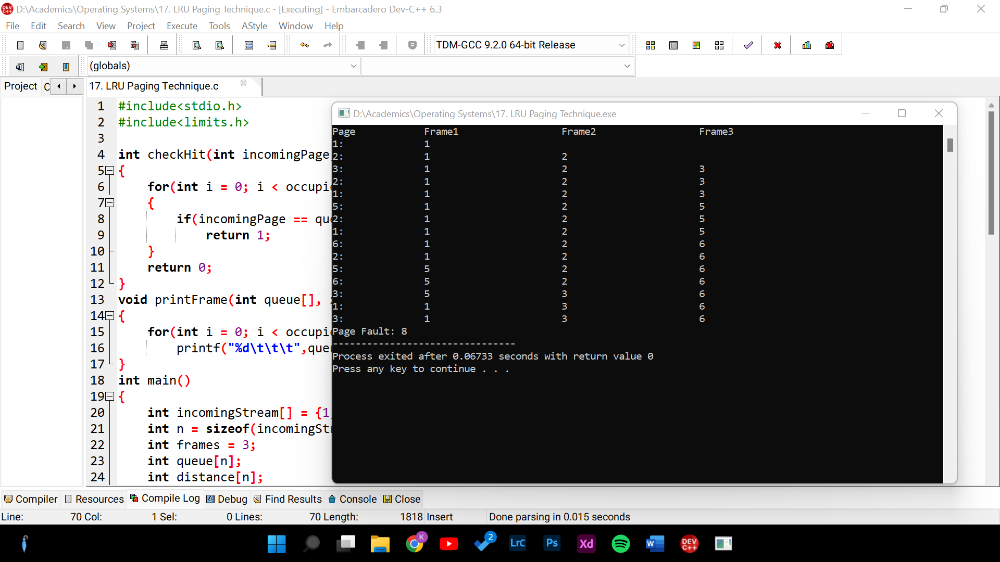 D:\Academics\Operating Systems\17. LRU Paging Technique.c - [Executing] - Embarcadero Dev-C++ 6.3
File Edit Search View Project Execute Tools AStyle Window Help
TDM-GCC 9.2.0 64-bit Release
(globals)
Project C 17. LRU Paging Technique.c
1 #include<stdio.h>
2 #include<limits.h>
3
4 int checkHit(int incomingPage
5 {
6 for(int i = 0; i < occupie
7 {
8 if(incomingPage == que
9 return 1;
10 }
11 return 0;
12 }
13 void printFrame(int queue[],
14 {
15 for(int i = 0; i < occupie
16 printf("%d\t\t\t",que
17 }
18 int main()
19 {
20 int incomingStream[] = {1
21 int n = sizeof(incomingStr
22 int frames = 3;
23 int queue[n];
24 int distance[n];
D:\Academics\Operating Systems\17. LRU Paging Technique.exe
Page Frame1 Frame2 Frame3
1: 1
2: 1 2
3: 1 2 3
2: 1 2 3
1: 1 2 3
5: 1 2 5
2: 1 2 5
1: 1 2 5
6: 1 2 6
2: 1 2 6
5: 5 2 6
6: 5 2 6
3: 5 3 6
1: 1 3 6
3: 1 3 6
Page Fault: 8
--------------------------------
Process exited after 0.06733 seconds with return value 0
Press any key to continue . . .
Compiler Resources Compile Log Debug Find Results Console Close
Line: 70 Col: 1 Sel: 0 Lines: 70 Length: 1818 Insert Done parsing in 0.015 seconds
K 2 LrC Ps Xd W DEV C++